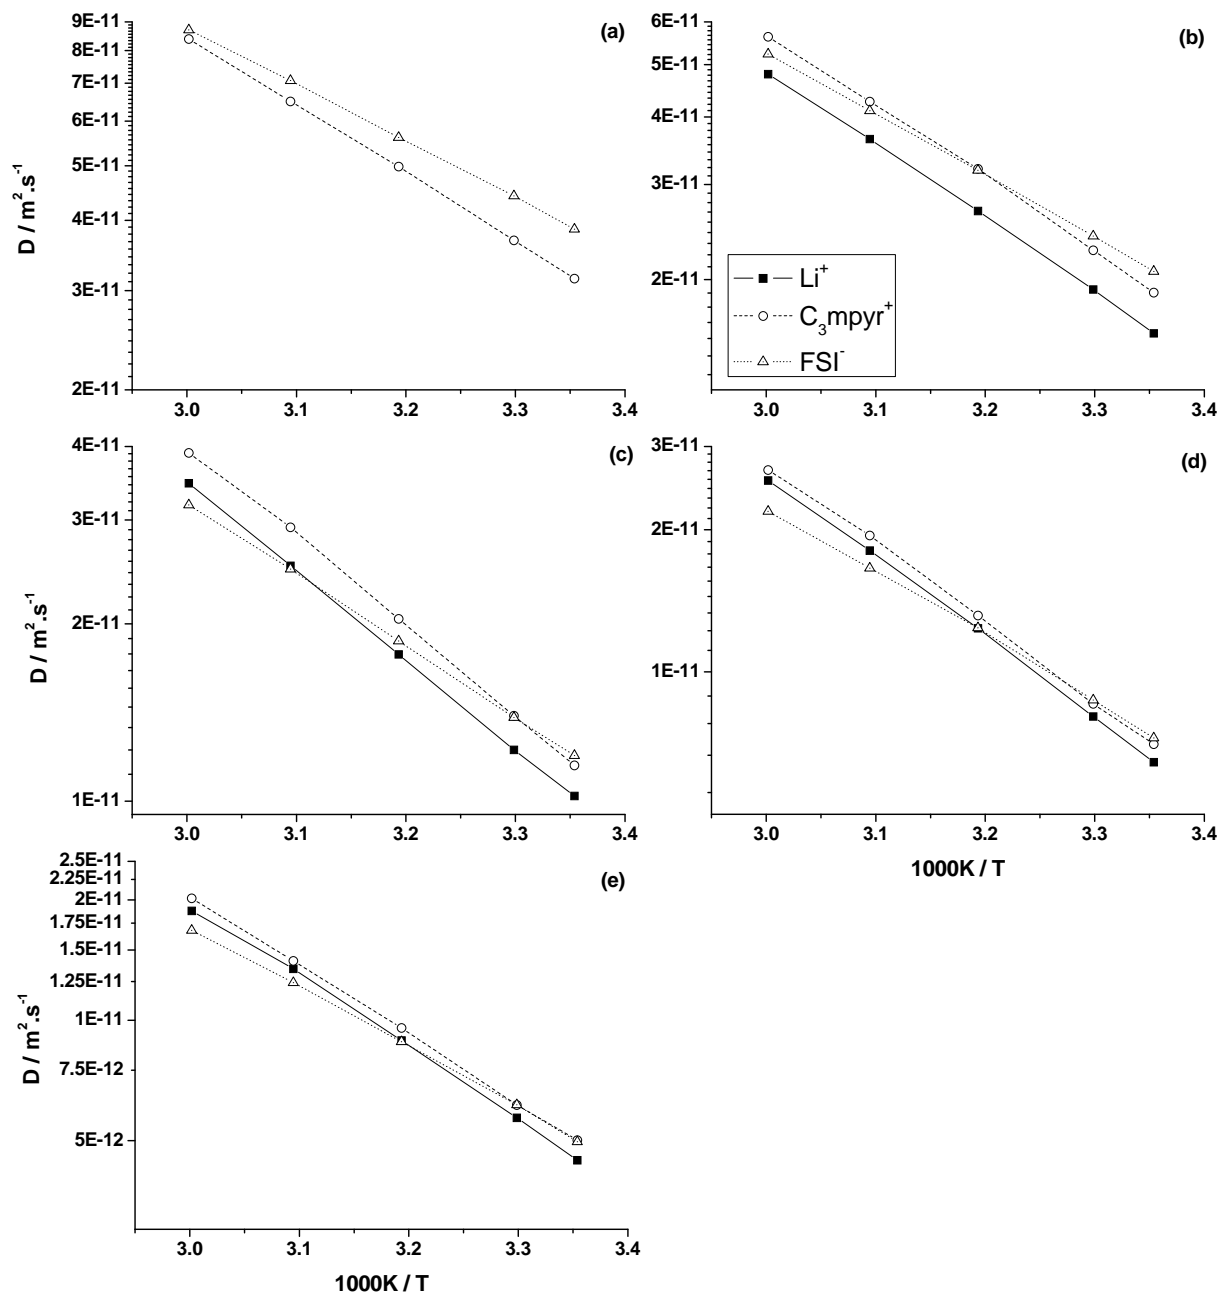 (a)
9E-11
8E-11
7E-11
6E-11
5E-11
4E-11
3E-11
2E-11
D / m².s⁻¹
3.0 3.1 3.2 3.3 3.4
(b)
6E-11
5E-11
4E-11
3E-11
2E-11
Li⁺
C₃mpyr⁺
FSI⁻
3.0 3.1 3.2 3.3 3.4
(c)
4E-11
3E-11
2E-11
1E-11
D / m².s⁻¹
3.0 3.1 3.2 3.3 3.4
(d)
3E-11
2E-11
1E-11
3.0 3.1 3.2 3.3 3.4
1000K / T
(e)
2.5E-11
2.25E-11
2E-11
1.75E-11
1.5E-11
1.25E-11
1E-11
7.5E-12
5E-12
D / m².s⁻¹
3.0 3.1 3.2 3.3 3.4
1000K / T